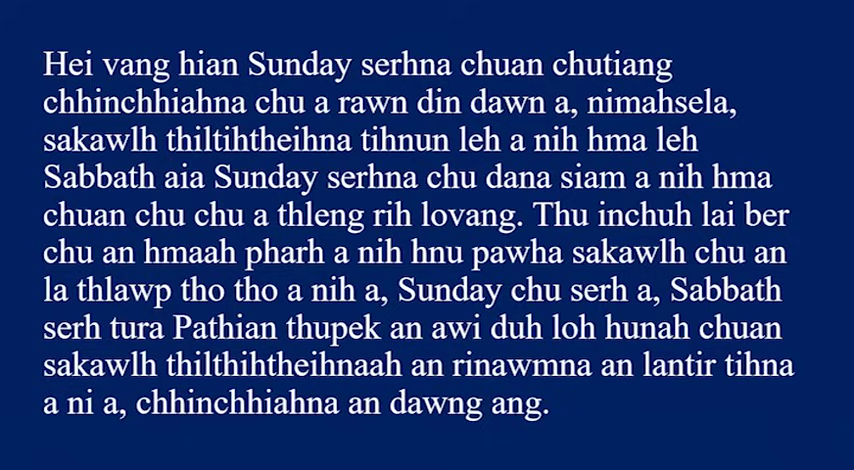 Hei vang hian Sunday serhna chuan chutiang
chhinchhiahna chu a rawn din dawn a, nimahsela,
sakawlh thiltihtheihna tihnun leh a nih hma leh
Sabbath aia Sunday serhna chu dana siam a nih hma
chuan chu chu a thleng rih lovang. Thu inchuh lai ber
chu an hmaah pharh a nih hnu pawha sakawlh chu an
la thlawp tho tho a nih a, Sunday chu serh a, Sabbath
serh tura Pathian thupek an awi duh loh hunah chuan
sakawlh thilthihtheihnaah an rinawmna an lantir tihna
a ni a, chhinchhiahna an dawng ang.